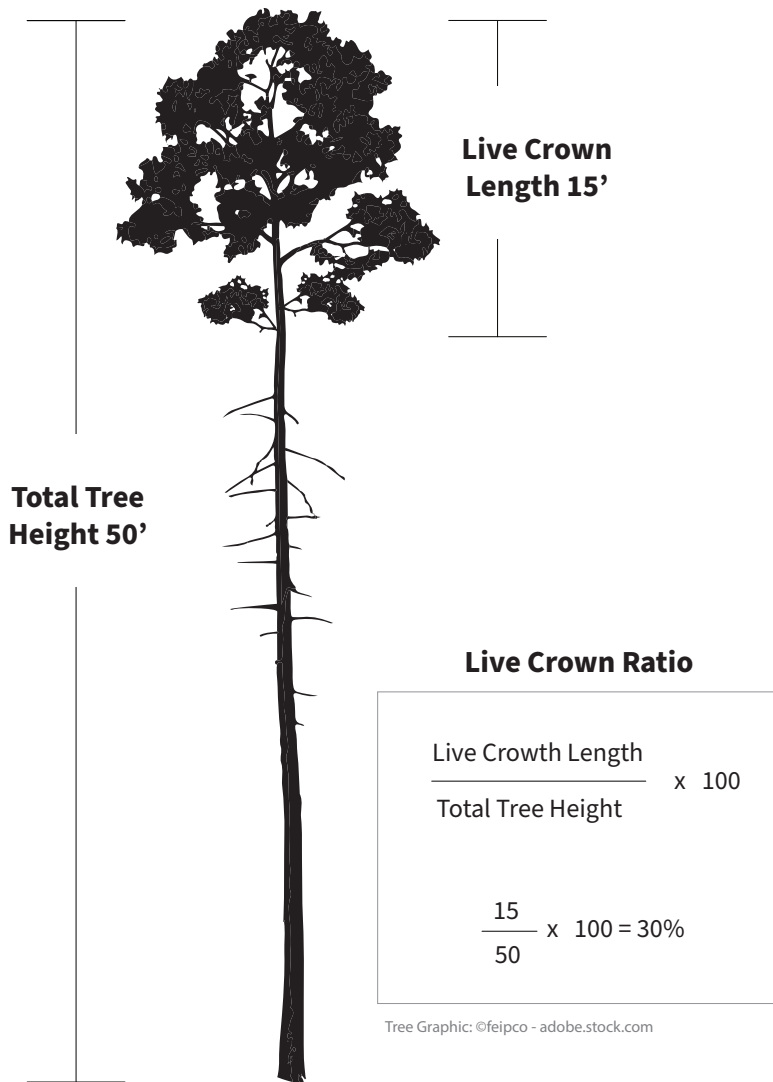 Live Crown
Length 15’
Total Tree
Height 50’
Live Crown Ratio
Live Crowth Length
Total Tree Height
x 100
15
50
x 100 = 30%
Tree Graphic: ©feipco - adobe.stock.com